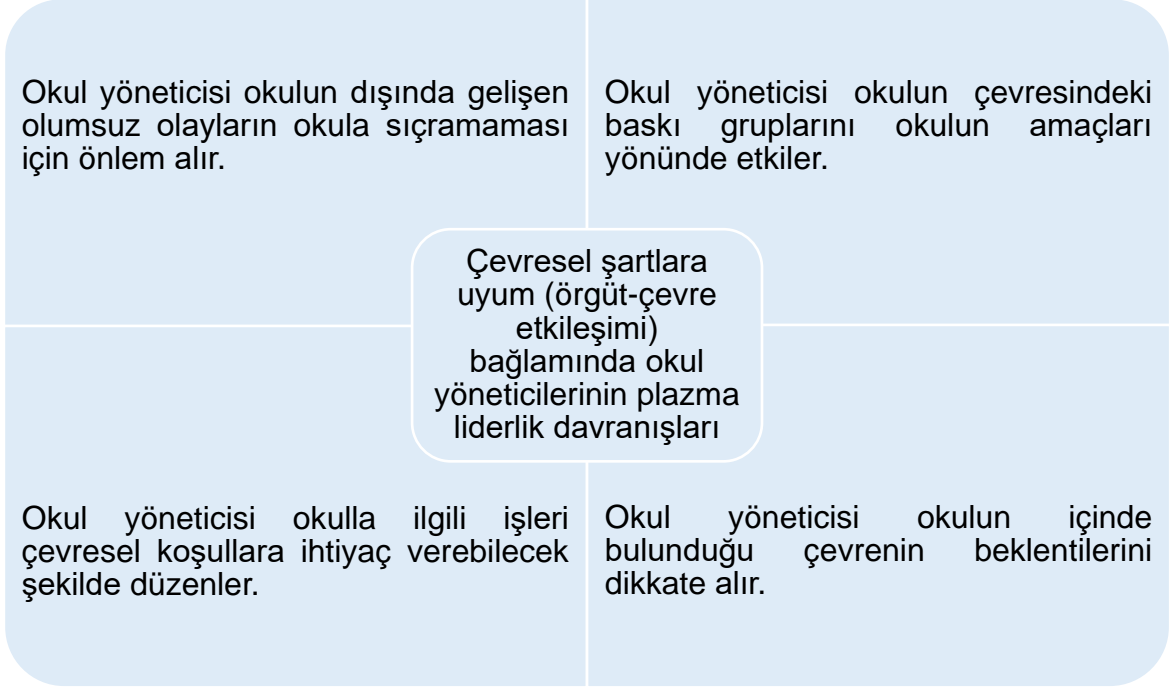 Okul yöneticisi okulun dışında gelişen
olumsuz olayların okula sıçramaması
için önlem alır.
Okul yöneticisi okulun çevresindeki
baskı gruplarını okulun amaçları
yönünde etkiler.
Çevresel şartlara
uyum (örgüt-çevre
etkileşimi)
bağlamında okul
yöneticilerinin plazma
liderlik davranışları
Okul yöneticisi okulla ilgili işleri
çevresel koşullara ihtiyaç verebilecek
şekilde düzenler.
Okul yöneticisi okulun içinde
bulunduğu çevrenin beklentilerini
dikkate alır.